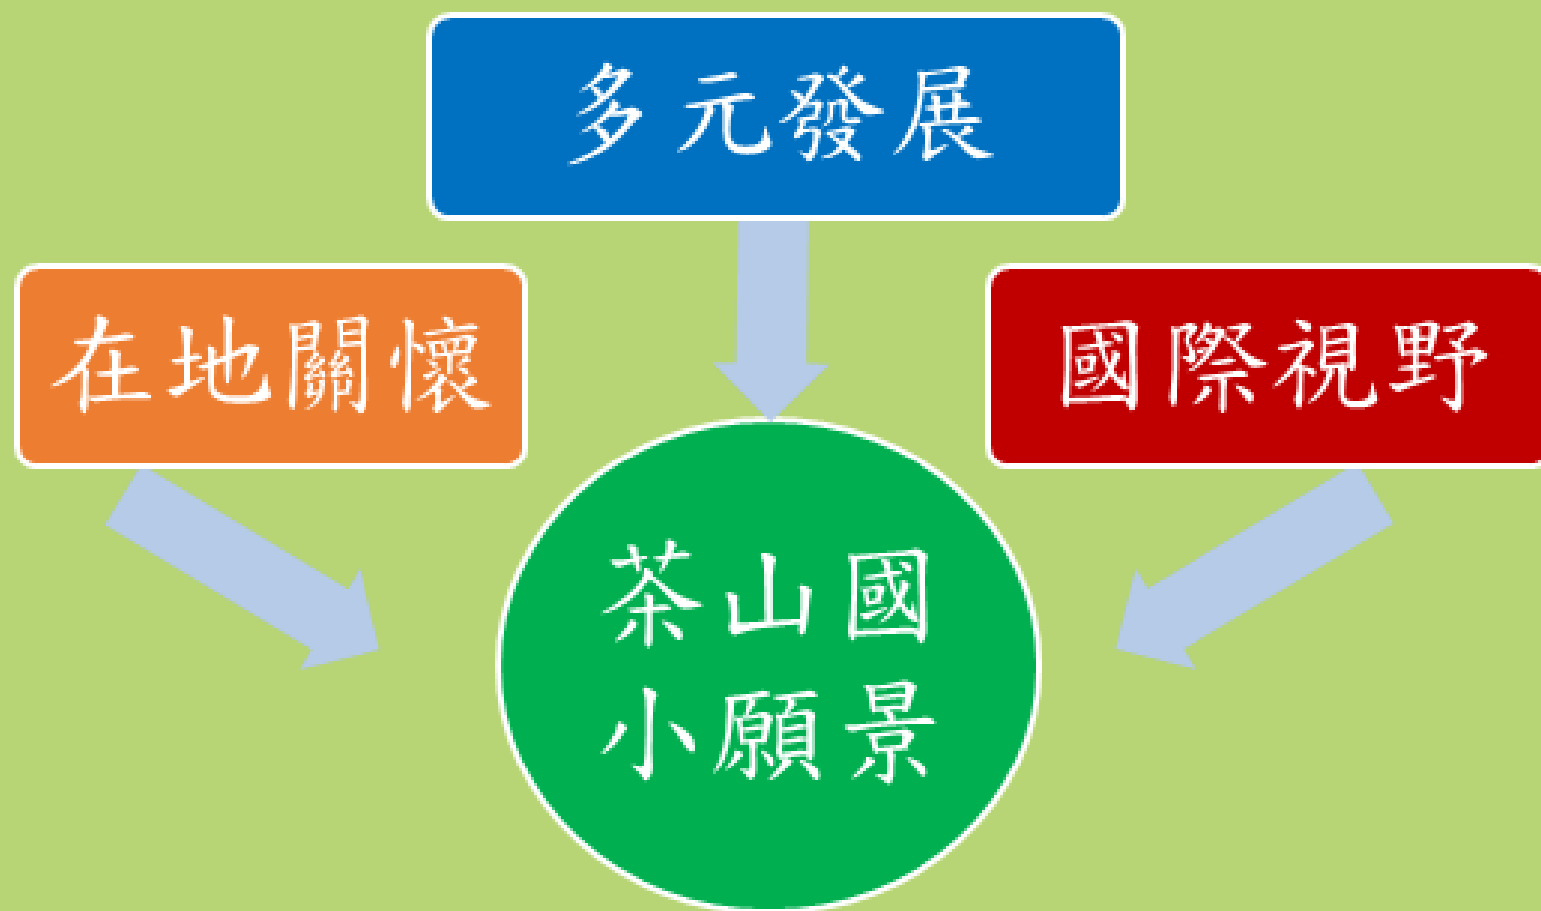 多元發展
在地關懷
國際視野
茶山國
小願景